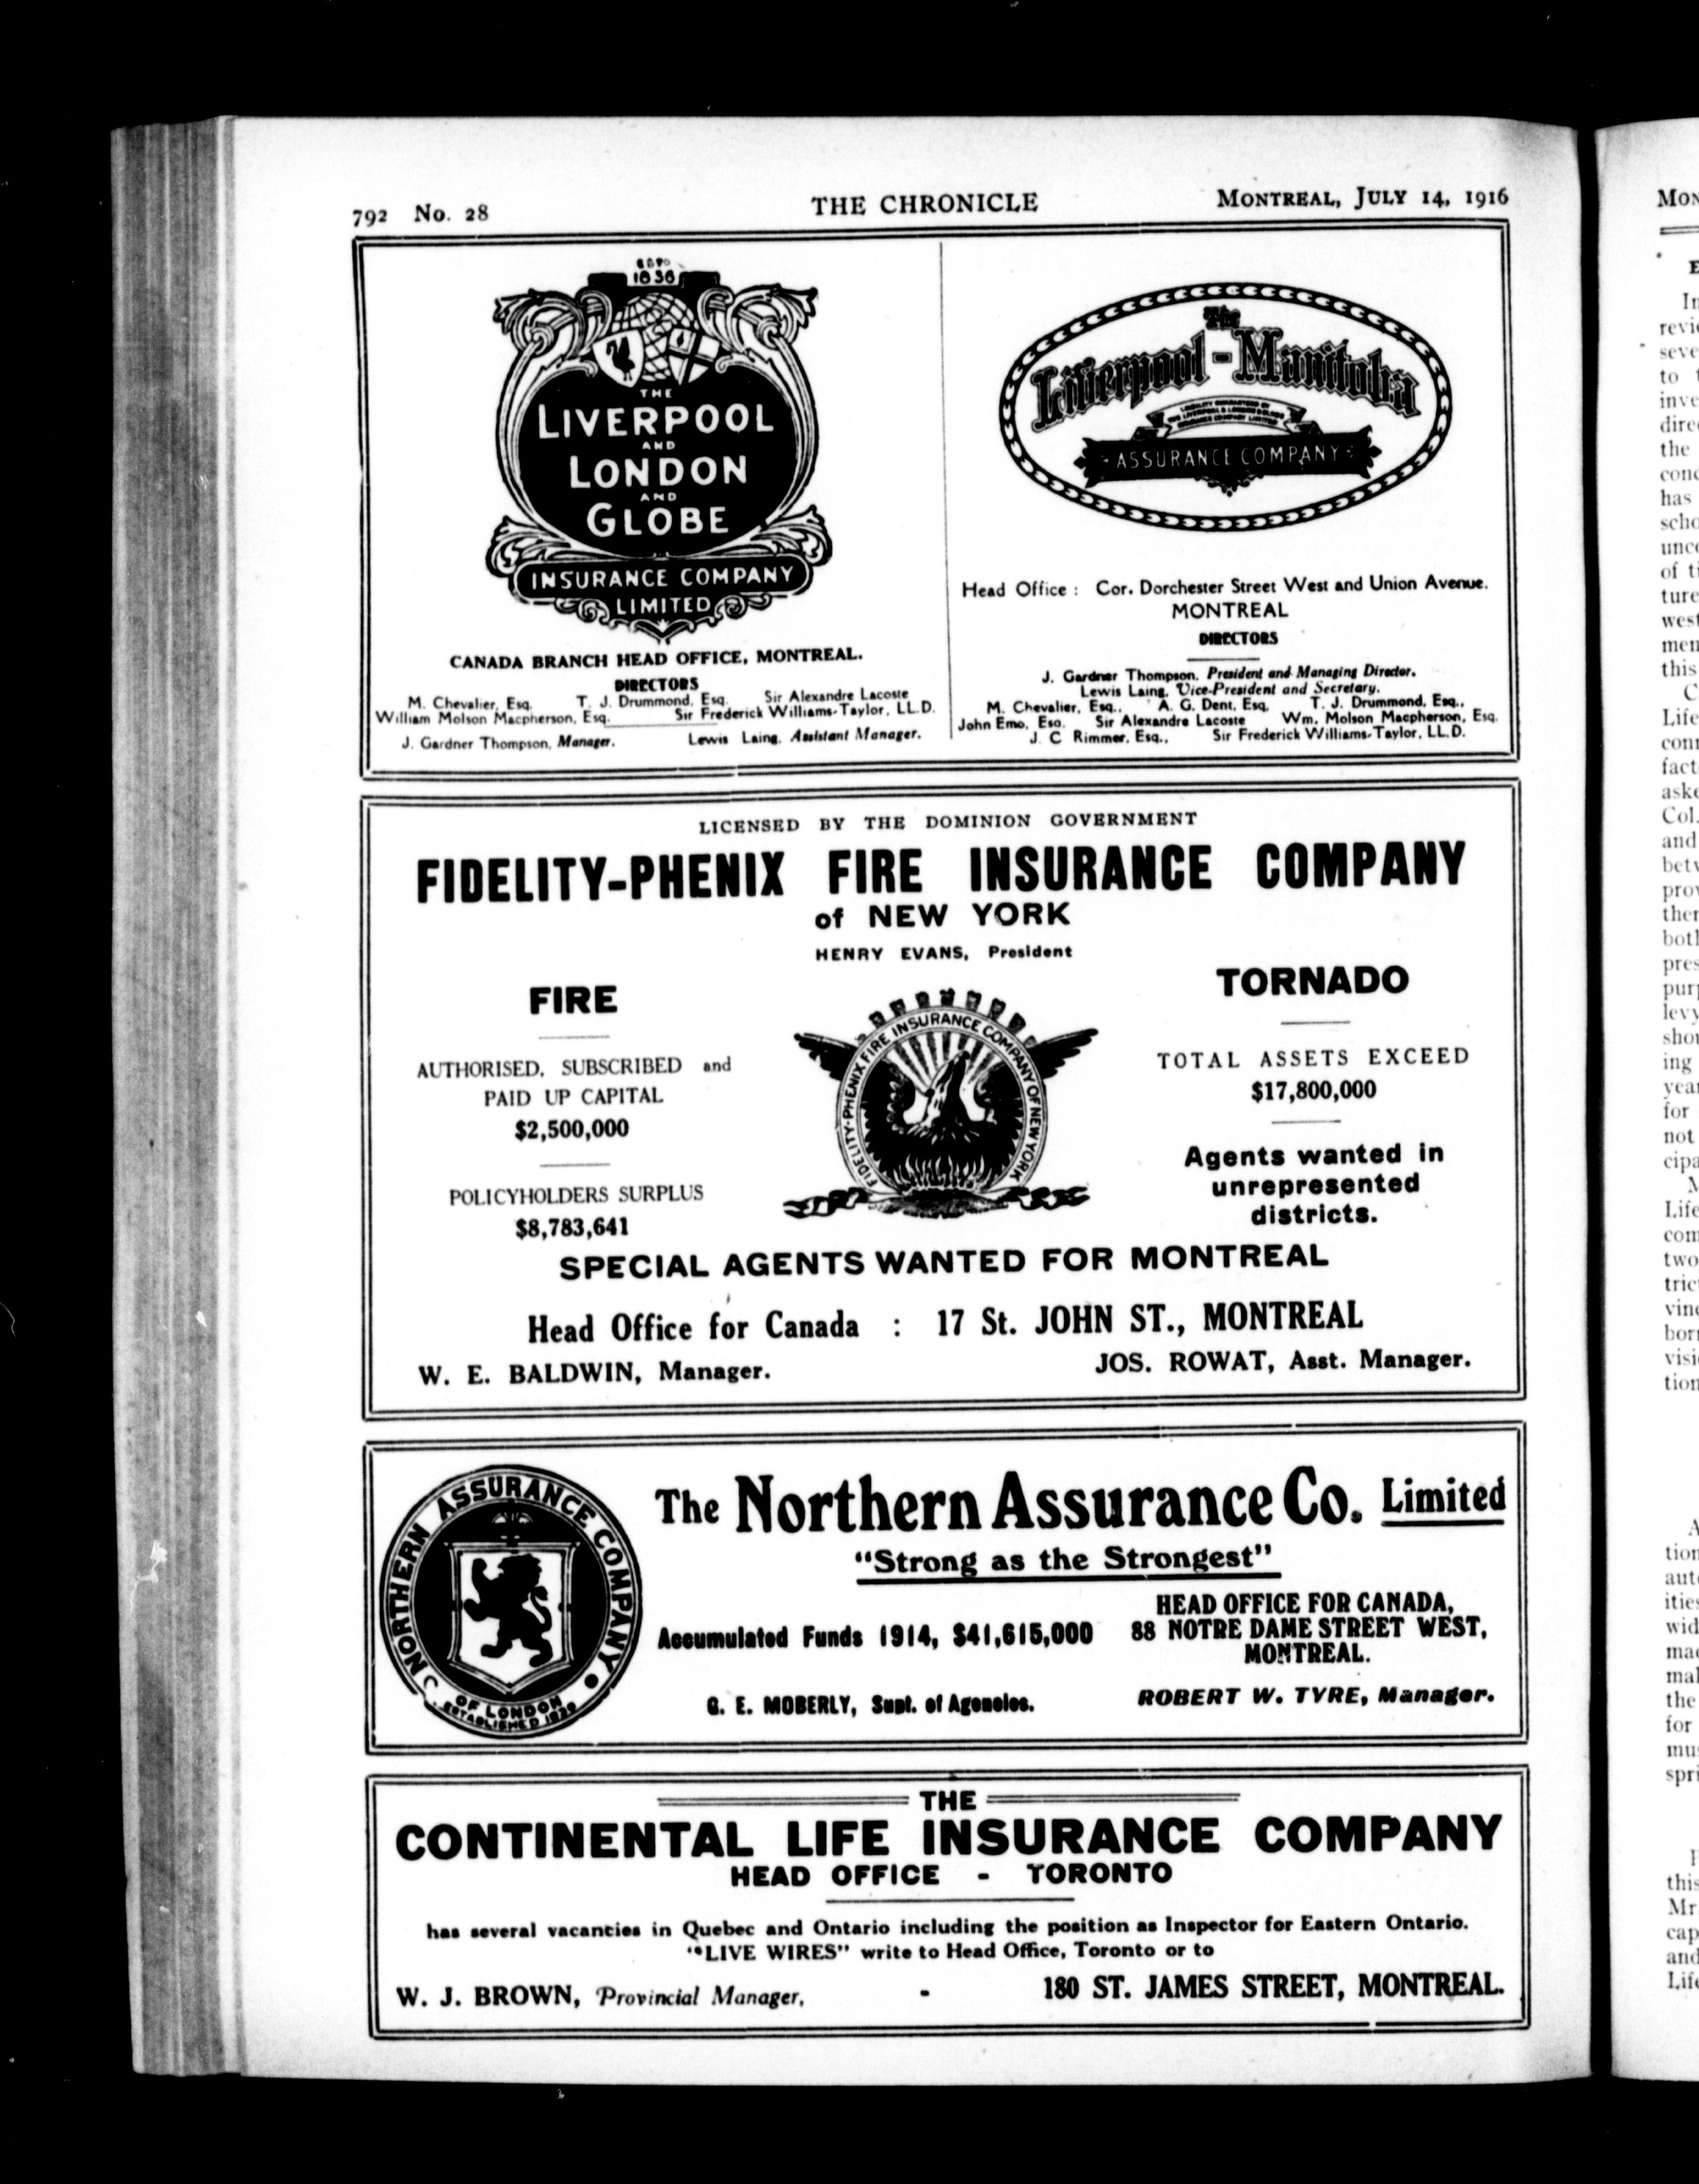 792 No. 28
THE CHRONICLE
MONTREAL, JULY 14, 1916
1836
THE
LIVERPOOL
AND
LONDON
AND
GLOBE
INSURANCE COMPANY
LIMITED
CANADA BRANCH HEAD OFFICE, MONTREAL.
DIRECTORS
M. Chevalier, Esq. T. J. Drummond, Esq. Sir Alexandre Lacoste
William Molson Macpherson, Esq. Sir Frederick Williams-Taylor, LL.D.
J. Gardner Thompson, Manager. Lewis Laing, Assistant Manager.
The
Liverpool-Manitoba
LIABILITY GUARANTEED BY
THE LIVERPOOL & LONDON & GLOBE
INSURANCE COMPANY LIMITED
ASSURANCE COMPANY
Head Office : Cor. Dorchester Street West and Union Avenue.
MONTREAL
DIRECTORS
J. Gardner Thompson, President and Managing Director.
Lewis Laing, Vice-President and Secretary.
M. Chevalier, Esq., A. G. Dent, Esq. T. J. Drummond, Esq.,
John Emo, Esq. Sir Alexandre Lacoste Wm. Molson Macpherson, Esq.
J. C Rimmer, Esq., Sir Frederick Williams-Taylor, LL.D.
LICENSED BY THE DOMINION GOVERNMENT
FIDELITY-PHENIX FIRE INSURANCE COMPANY
of NEW YORK
HENRY EVANS, President
FIRE
AUTHORISED, SUBSCRIBED and
PAID UP CAPITAL
$2,500,000
POLICYHOLDERS SURPLUS
$8,783,641
FIDELITY-PHENIX FIRE INSURANCE COMPANY OF NEW YORK
TORNADO
TOTAL ASSETS EXCEED
$17,800,000
Agents wanted in
unrepresented
districts.
SPECIAL AGENTS WANTED FOR MONTREAL
Head Office for Canada : 17 St. JOHN ST., MONTREAL
W. E. BALDWIN, Manager.
JOS. ROWAT, Asst. Manager.
NORTHERN ASSURANCE COMPANY
OF LONDON
ESTABLISHED 1836
The Northern Assurance Co. Limited
"Strong as the Strongest"
Accumulated Funds 1914, $41,615,000
HEAD OFFICE FOR CANADA,
88 NOTRE DAME STREET WEST,
MONTREAL.
G. E. MOBERLY, Supt. of Agencies.
ROBERT W. TYRE, Manager.
THE
CONTINENTAL LIFE INSURANCE COMPANY
HEAD OFFICE - TORONTO
has several vacancies in Quebec and Ontario including the position as Inspector for Eastern Ontario.
"LIVE WIRES" write to Head Office, Toronto or to
W. J. BROWN, Provincial Manager, - 180 ST. JAMES STREET, MONTREAL.